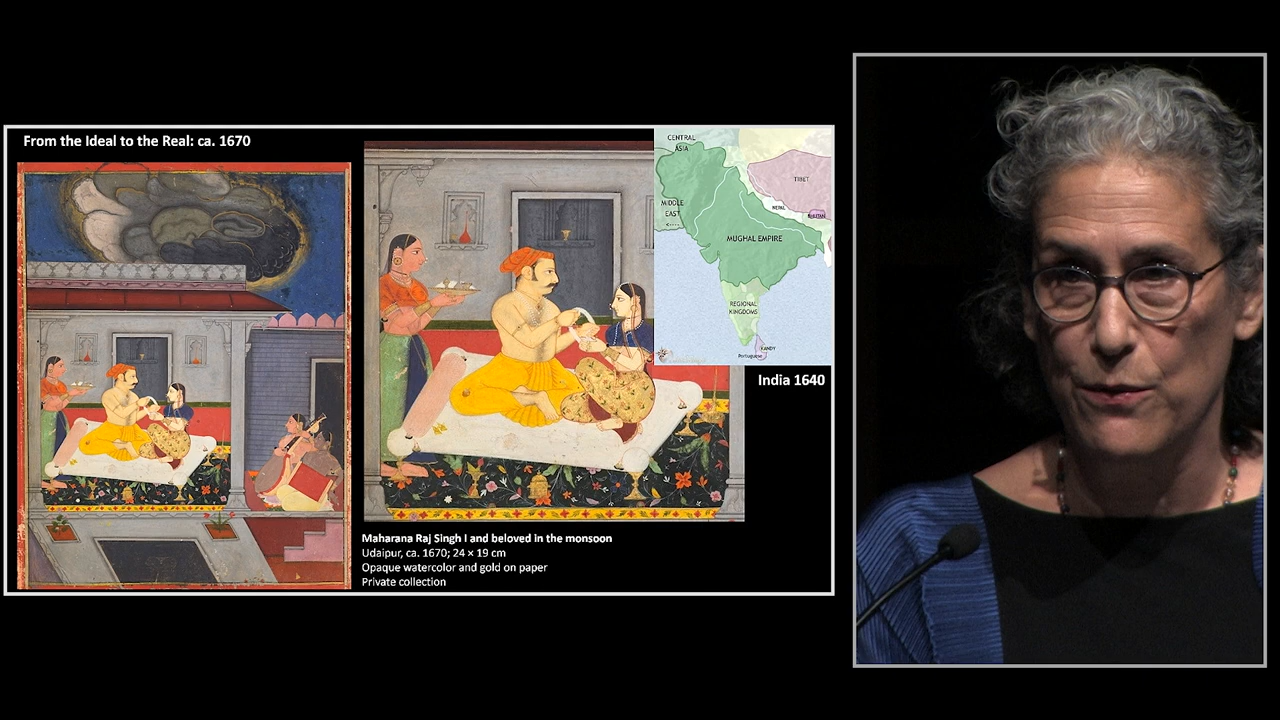 From the Ideal to the Real: ca. 1670
CENTRAL
ASIA
TIBET
MIDDLE
EAST
NEPAL
BHUTAN
MUGHAL EMPIRE
REGIONAL
KINGDOMS
KANDY
Portuguese
India 1640
Maharana Raj Singh I and beloved in the monsoon
Udaipur, ca. 1670; 24 × 19 cm
Opaque watercolor and gold on paper
Private collection